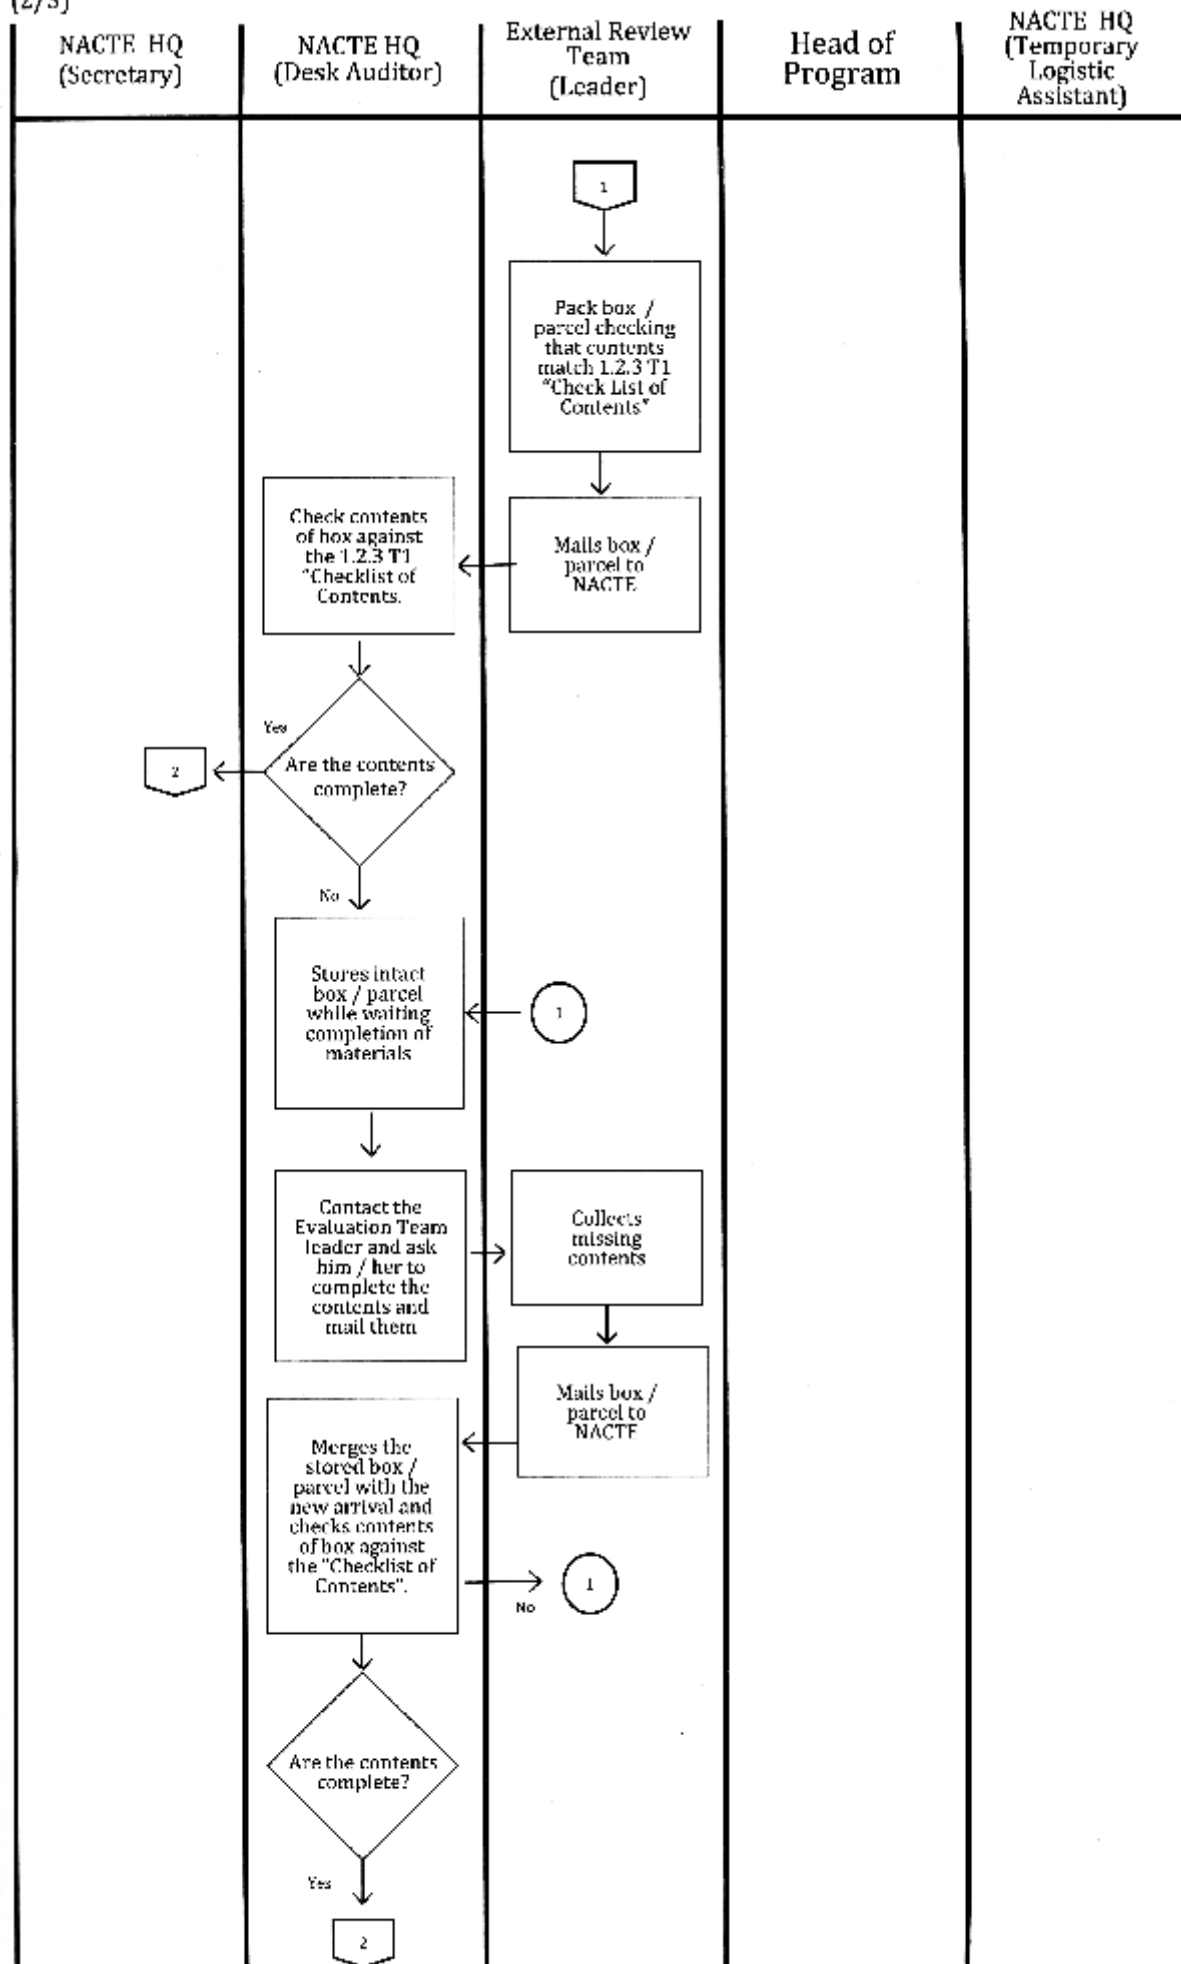 (2/3)
NACTE HQ
(Secretary)
NACTE HQ
(Desk Auditor)
External Review
Team
(Leader)
Head of
Program
NACTE HQ
(Temporary
Logistic
Assistant)
1
Pack box /
parcel checking
that contents
match 1.2.3 T1
"Check List of
Contents"
Mails box /
parcel to
NACTE
Check contents
of box against
the 1.2.3 T1
"Checklist of
Contents.
Are the contents
complete?
Yes
2
No
Stores intact
box / parcel
while waiting
completion of
materials
1
Contact the
Evaluation Team
leader and ask
him / her to
complete the
contents and
mail them
Collects
missing
contents
Mails box /
parcel to
NACTE
Merges the
stored box /
parcel with the
new arrival and
checks contents
of box against
the "Checklist of
Contents".
No
1
Are the contents
complete?
Yes
2